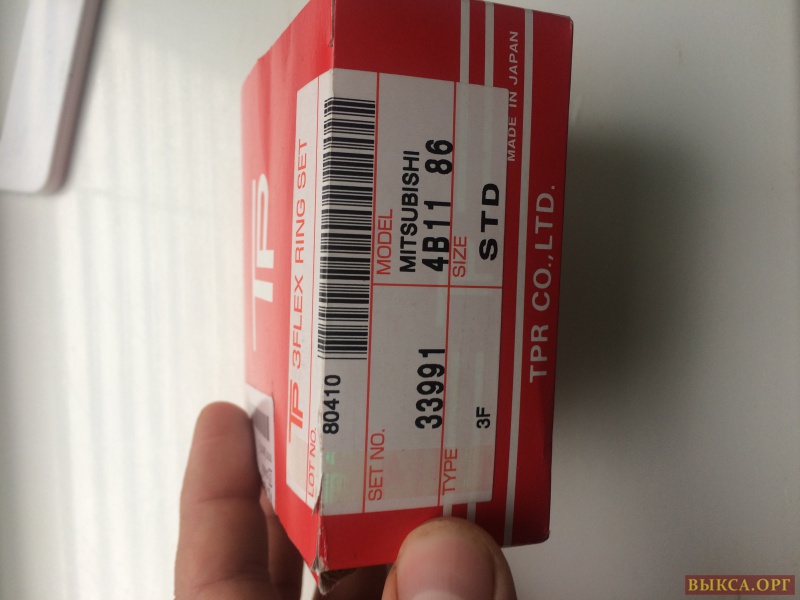 TP
TP 3FLEX RING SET
LOT NO.
80410
MODEL
MITSUBISHI
4B11 86
SET NO.
33991
SIZE
STD
TYPE
3F
MADE IN JAPAN
TPR CO.,LTD.
ВЫКСА.ОРГ